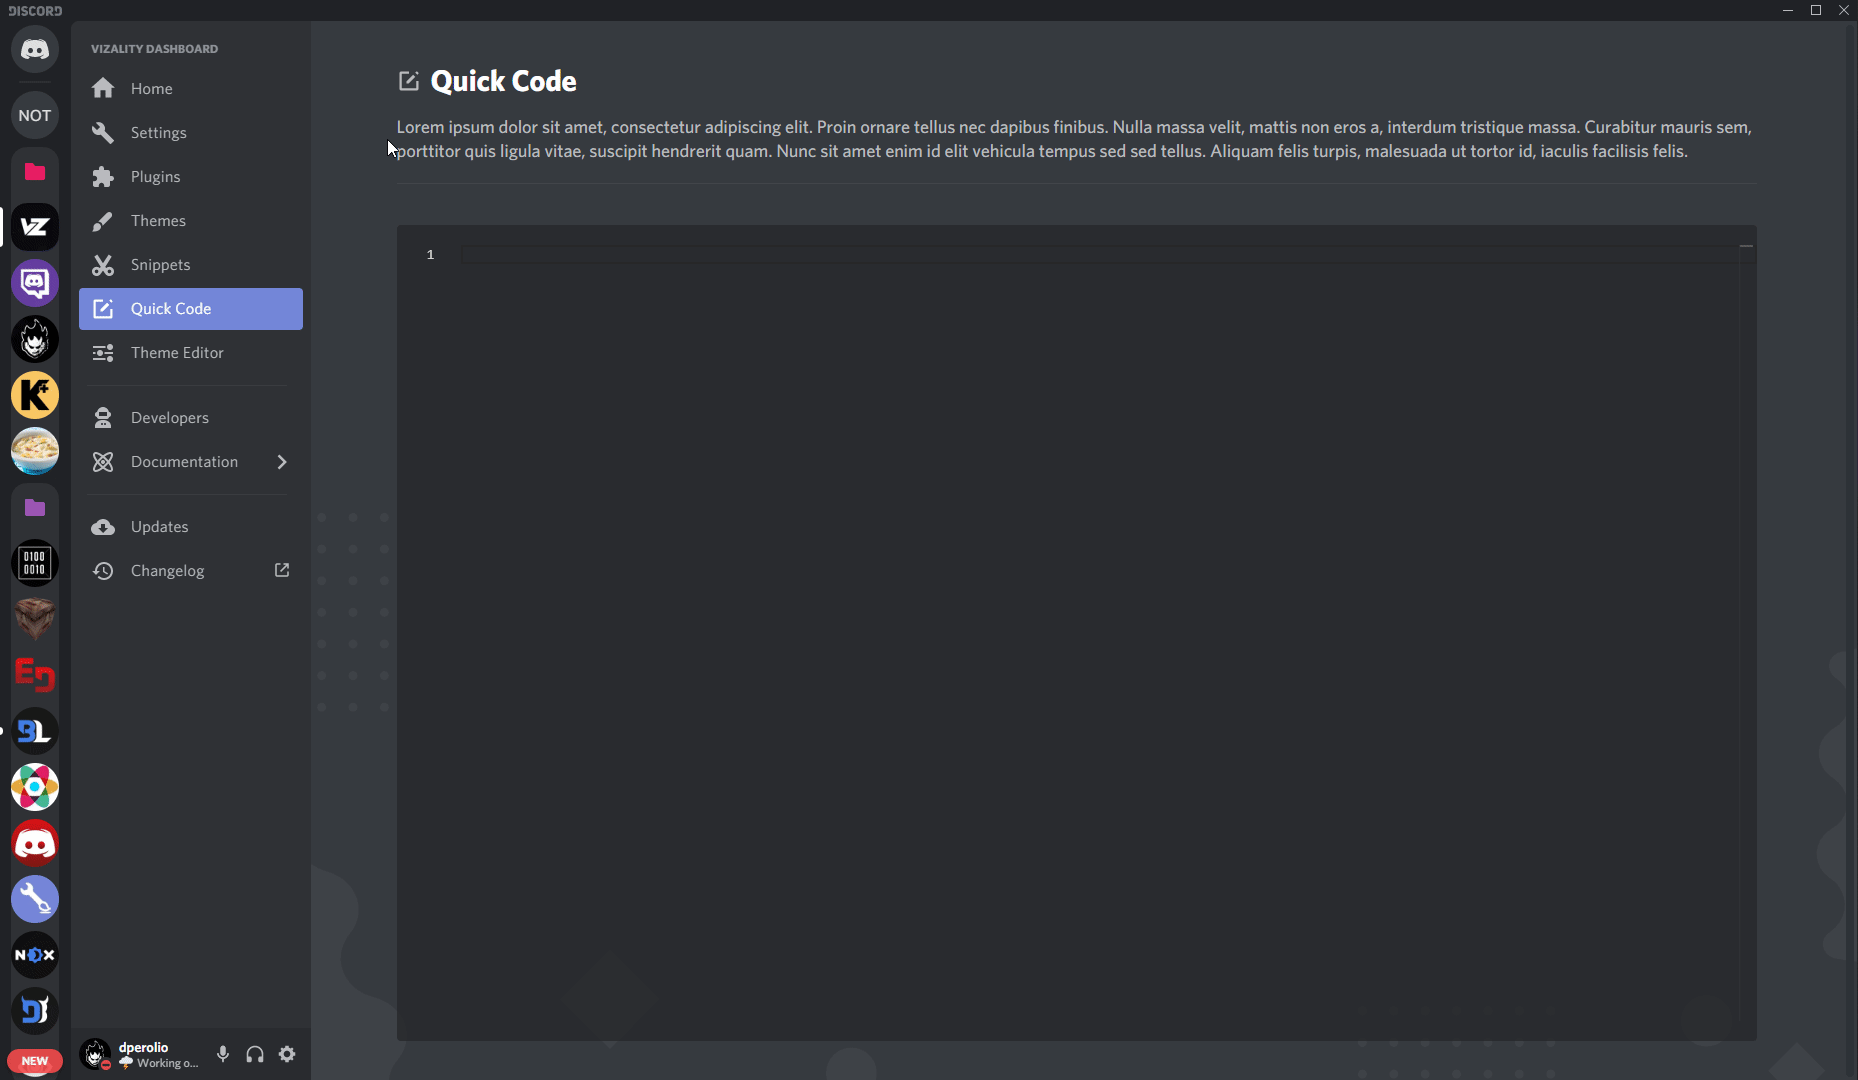 DISCORD
NOT
VZ
K+
0100
0010
ED
BL
NOX
NEW
VIZALITY DASHBOARD
Home
Settings
Plugins
Themes
Snippets
Quick Code
Theme Editor
Developers
Documentation
Updates
Changelog
dperolio
Working o...
Quick Code
Lorem ipsum dolor sit amet, consectetur adipiscing elit. Proin ornare tellus nec dapibus finibus. Nulla massa velit, mattis non eros a, interdum tristique massa. Curabitur mauris sem,
porttitor quis ligula vitae, suscipit hendrerit quam. Nunc sit amet enim id elit vehicula tempus sed sed tellus. Aliquam felis turpis, malesuada ut tortor id, iaculis facilisis felis.
1